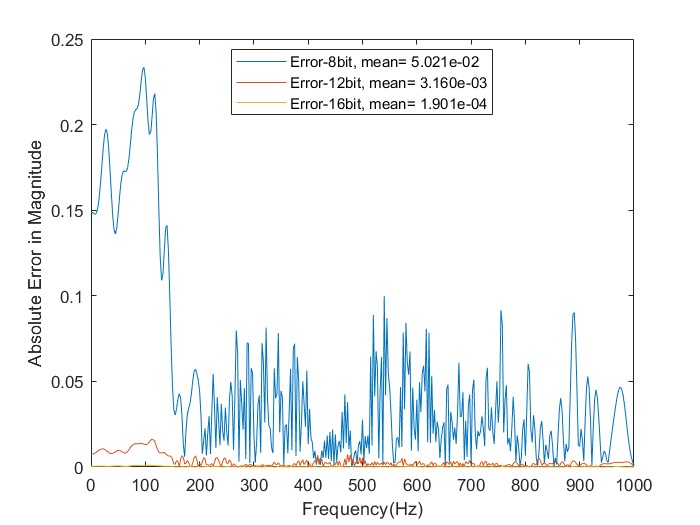 0.25
Error-8bit, mean= 5.021e-02
Error-12bit, mean= 3.160e-03
Error-16bit, mean= 1.901e-04
0.2
0.15
0.1
0.05
0
Absolute Error in Magnitude
0 100 200 300 400 500 600 700 800 900 1000
Frequency(Hz)